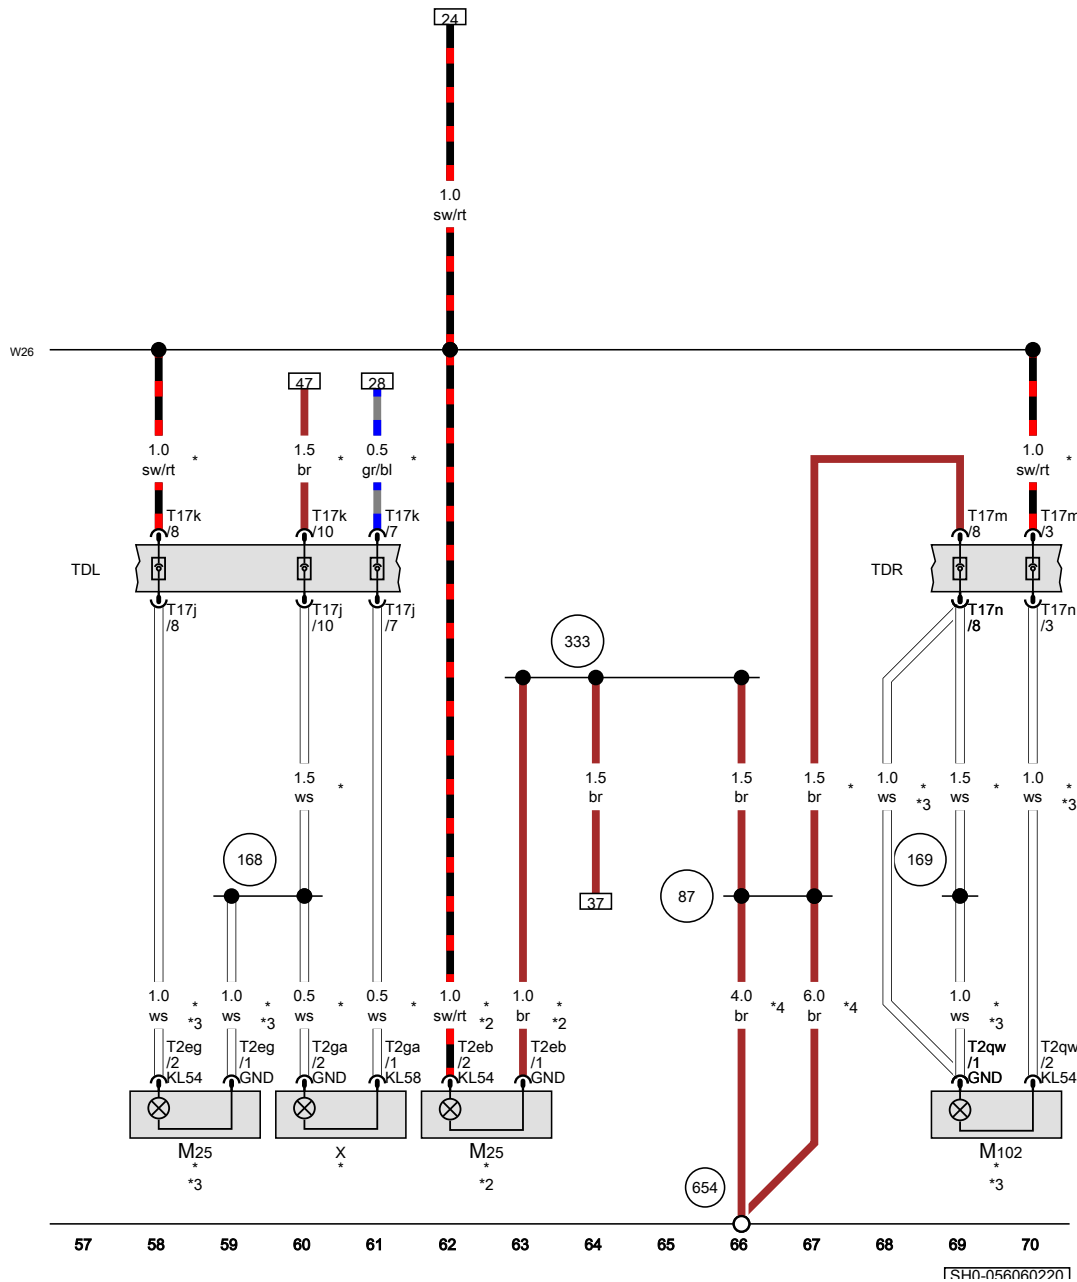 24
1.0
sw/rt
W26
47
28
1.0
sw/rt
*
1.5
br
*
0.5
gr/bl
*
1.0
sw/rt
*
T17k
/8
T17k
/10
T17k
/7
T17m
/8
T17m
/3
TDL
TDR
T17j
/8
T17j
/10
T17j
/7
T17n
/8
T17n
/3
333
1.5
ws
*
1.5
br
1.5
br
1.5
br
*
1.0
ws
*
*3
1.5
ws
*
1.0
ws
*
*3
168
169
87
37
1.0
ws
*
*3
1.0
ws
*
*3
0.5
ws
*
0.5
ws
*
1.0
sw/rt
*
*2
1.0
br
*
*2
4.0
br
*4
6.0
br
*4
1.0
ws
*
*3
T2eg
/2
KL54
T2eg
/1
GND
T2ga
/2
GND
T2ga
/1
KL58
T2eb
/2
KL54
T2eb
/1
GND
T2qw
/1
GND
T2qw
/2
KL54
M25
*
*3
X
*
M25
*
*2
M102
*
*3
654
57 58 59 60 61 62 63 64 65 66 67 68 69 70
SH0-056060220